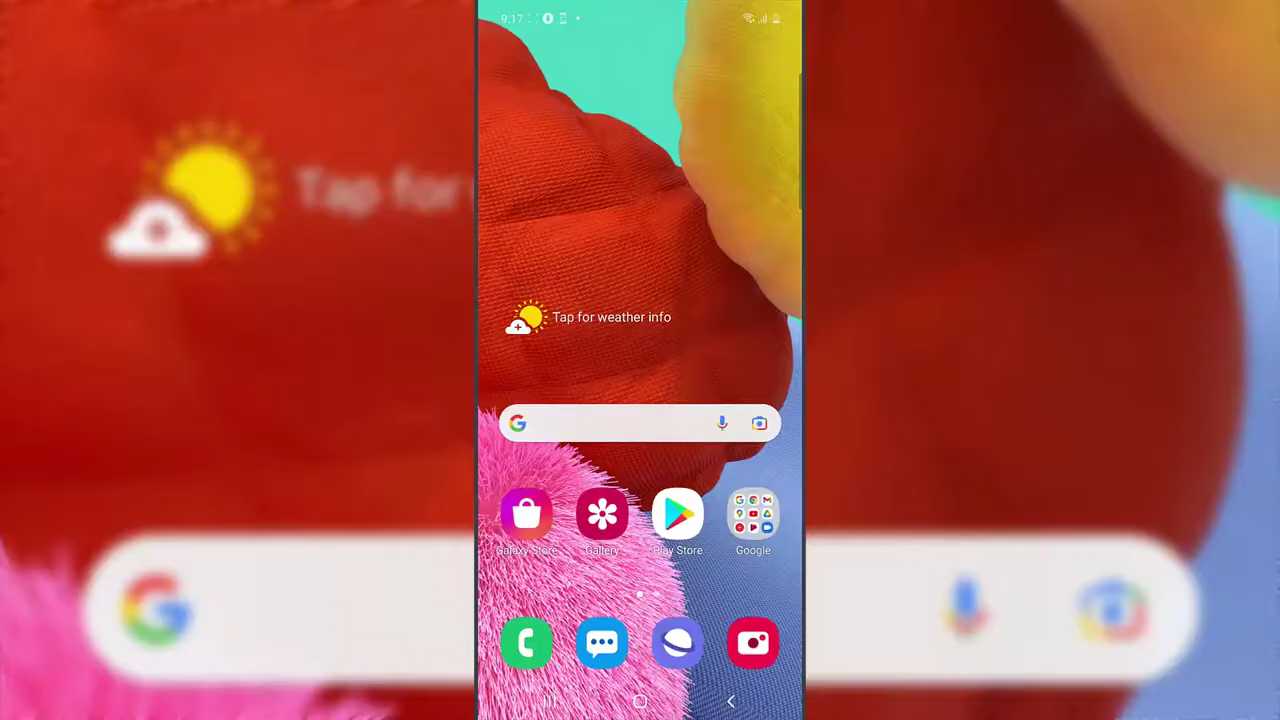 9:17
Tap for
Tap for weather info
Galaxy Store
Gallery
Play Store
Google